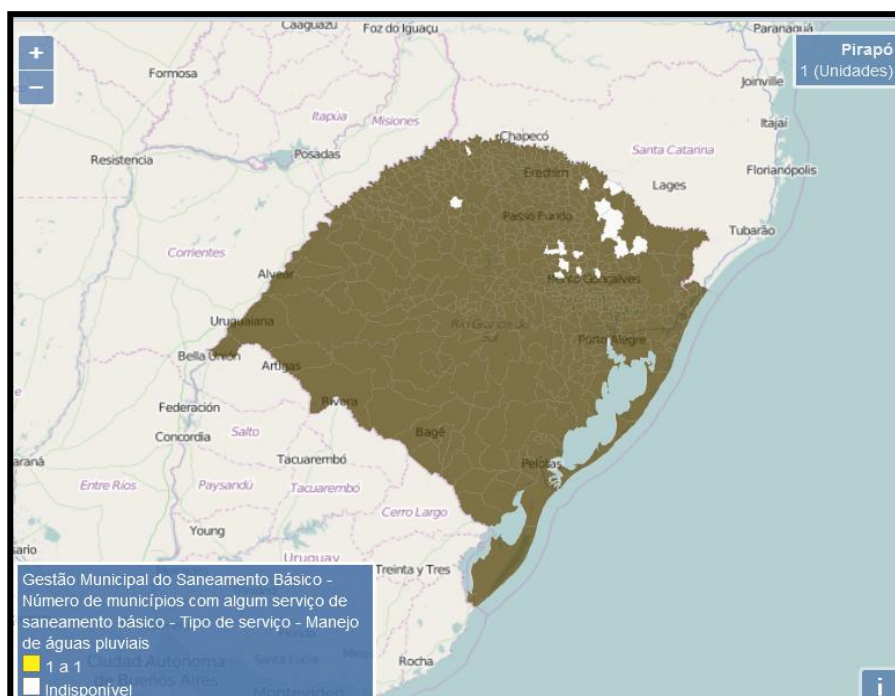 Caaguazu
Foz do Iguaçu
Paranaguá
+
−
Pirapó
1 (Unidades)
Formosa
Joinville
Itapúa
Misiones
Itajaí
Chapecó
Resistencia
Posadas
Santa Catarina
Florianópolis
Erechim
Lages
Passo Fundo
Tubarão
Corrientes
Alvear
Bento Gonçalves
Uruguaiana
Rio Grande do
Sul
Porto Alegre
Bella Unión
Artigas
Rivera
Federación
Salto
Bagé
Concordia
Tacuarembó
Pelotas
araná
Entre Ríos
Paysandú
Tacuarembó
Cerro Largo
Young
sario
Uruguay
Treinta y Tres
Gestão Municipal do Saneamento Básico -
Número de municípios com algum serviço de
saneamento básico - Tipo de serviço - Manejo
de águas pluviais
1 a 1
Indisponível
Ciudad Autónoma
de Buenos Aires
Santa Lucía
Montevideo
Rocha
i